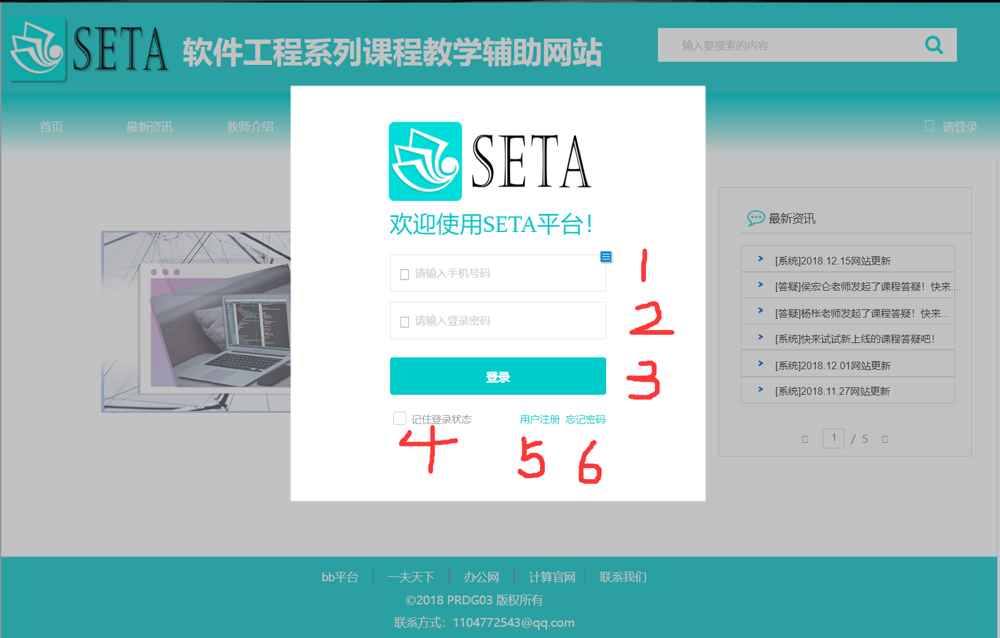 SETA
软件工程系列课程教学辅助网站
输入要搜索的内容
首页
最新资讯
教师介绍
请登录
SETA
欢迎使用SETA平台！
请输入手机号码
1
请输入登录密码
2
登录
3
记住登录状态
用户注册 忘记密码
4
5
6
最新资讯
[系统]2018.12.15网站更新
[答疑]侯宏仑老师发起了课程答疑！快来...
[答疑]杨枨老师发起了课程答疑！快来...
[系统]快来试试新上线的课程答疑吧！
[系统]2018.12.01网站更新
[系统]2018.11.27网站更新
1 / 5
bb平台 | 一夫天下 | 办公网 | 计算官网 | 联系我们
©2018 PRDG03 版权所有
联系方式：1104772543@qq.com